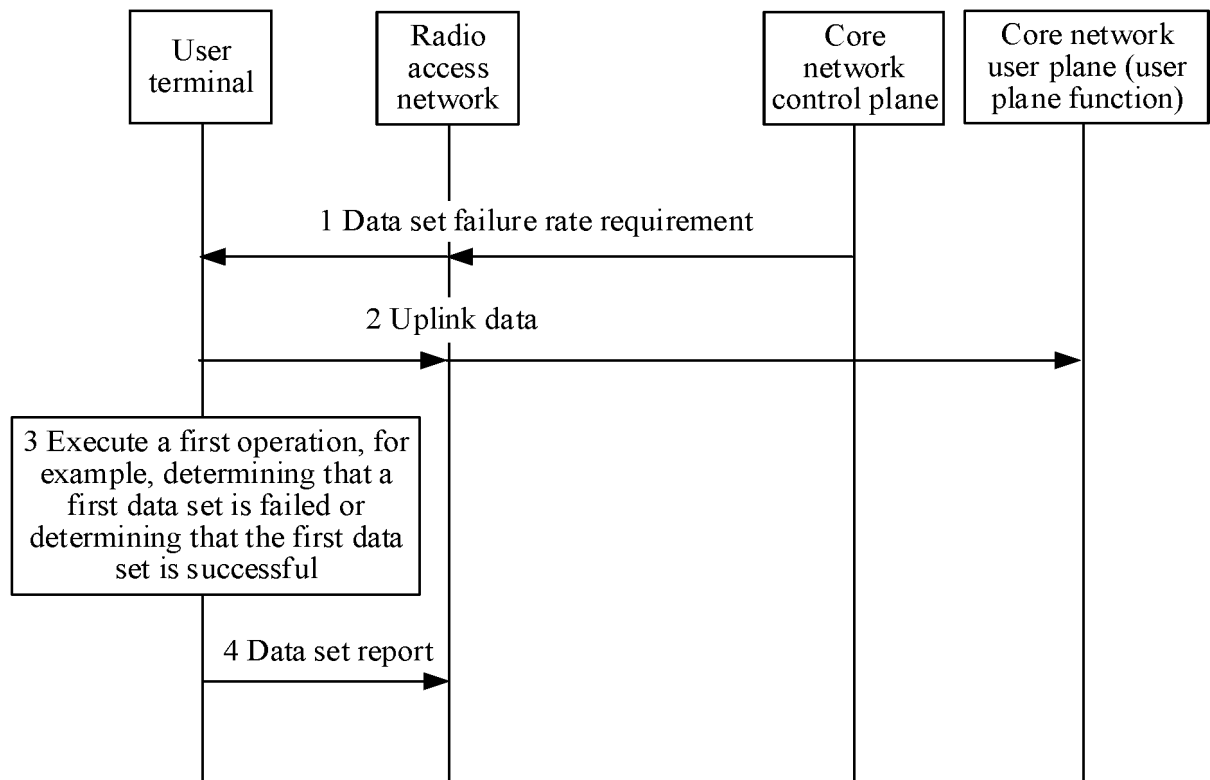 User
terminal
Radio
access
network
Core
network
control plane
Core network
user plane (user
plane function)
1 Data set failure rate requirement
2 Uplink data
3 Execute a first operation, for
example, determining that a
first data set is failed or
determining that the first data
set is successful
4 Data set report